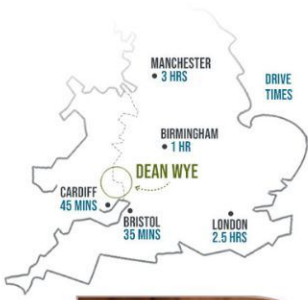 MANCHESTER
3 HRS
DRIVE
TIMES
BIRMINGHAM
1 HR
DEAN WYE
CARDIFF
45 MINS
BRISTOL
35 MINS
LONDON
2.5 HRS